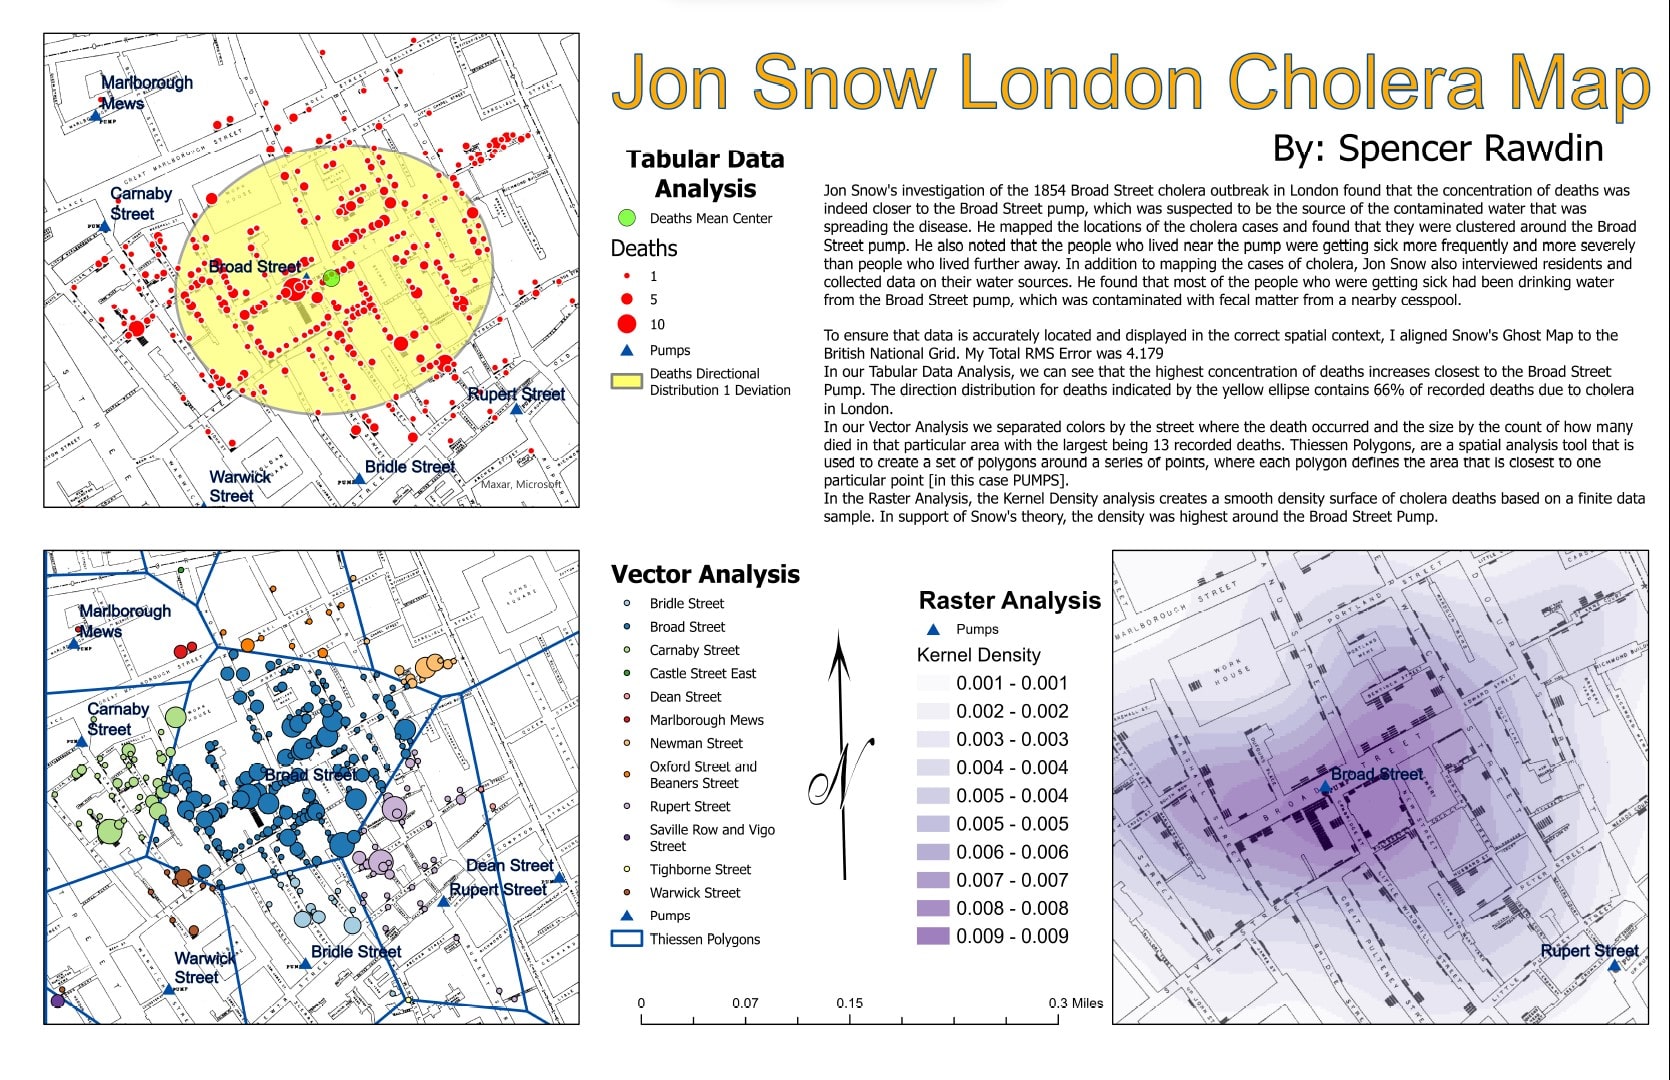 Jon Snow London Cholera Map
By: Spencer Rawdin
Marlborough
Mews
PUMP
GREAT MARLBOROUGH STREET
Carnaby
Street
Broad Street
Rupert Street
Bridle Street
Warwick
Street
Maxar, Microsoft
Tabular Data
Analysis
Deaths Mean Center
Deaths
1
5
10
Pumps
Deaths Directional
Distribution 1 Deviation
Jon Snow's investigation of the 1854 Broad Street cholera outbreak in London found that the concentration of deaths was
indeed closer to the Broad Street pump, which was suspected to be the source of the contaminated water that was
spreading the disease. He mapped the locations of the cholera cases and found that they were clustered around the Broad
Street pump. He also noted that the people who lived near the pump were getting sick more frequently and more severely
than people who lived further away. In addition to mapping the cases of cholera, Jon Snow also interviewed residents and
collected data on their water sources. He found that most of the people who were getting sick had been drinking water
from the Broad Street pump, which was contaminated with fecal matter from a nearby cesspool.
To ensure that data is accurately located and displayed in the correct spatial context, I aligned Snow's Ghost Map to the
British National Grid. My Total RMS Error was 4.179
In our Tabular Data Analysis, we can see that the highest concentration of deaths increases closest to the Broad Street
Pump. The direction distribution for deaths indicated by the yellow ellipse contains 66% of recorded deaths due to cholera
in London.
In our Vector Analysis we separated colors by the street where the death occurred and the size by the count of how many
died in that particular area with the largest being 13 recorded deaths. Thiessen Polygons, are a spatial analysis tool that is
used to create a set of polygons around a series of points, where each polygon defines the area that is closest to one
particular point [in this case PUMPS].
In the Raster Analysis, the Kernel Density analysis creates a smooth density surface of cholera deaths based on a finite data
sample. In support of Snow's theory, the density was highest around the Broad Street Pump.
Marlborough
Mews
PUMP
Carnaby
Street
Broad Street
Dean Street
Rupert Street
Bridle Street
Warwick
Street
PUMP
Vector Analysis
Bridle Street
Broad Street
Carnaby Street
Castle Street East
Dean Street
Marlborough Mews
Newman Street
Oxford Street and
Beaners Street
Rupert Street
Saville Row and Vigo
Street
Tighborne Street
Warwick Street
Pumps
Thiessen Polygons
N
0 0.07 0.15 0.3 Miles
Raster Analysis
Pumps
Kernel Density
0.001 - 0.001
0.002 - 0.002
0.003 - 0.003
0.004 - 0.004
0.005 - 0.004
0.005 - 0.005
0.006 - 0.006
0.007 - 0.007
0.008 - 0.008
0.009 - 0.009
MARLBOROUGH STREET
PORTLAND
STREET
WORK
HOUSE
BROAD STREET
Broad Street
SILVER
GREAT PULTENEY
BRIDLE
PETER STREET
Rupert Street